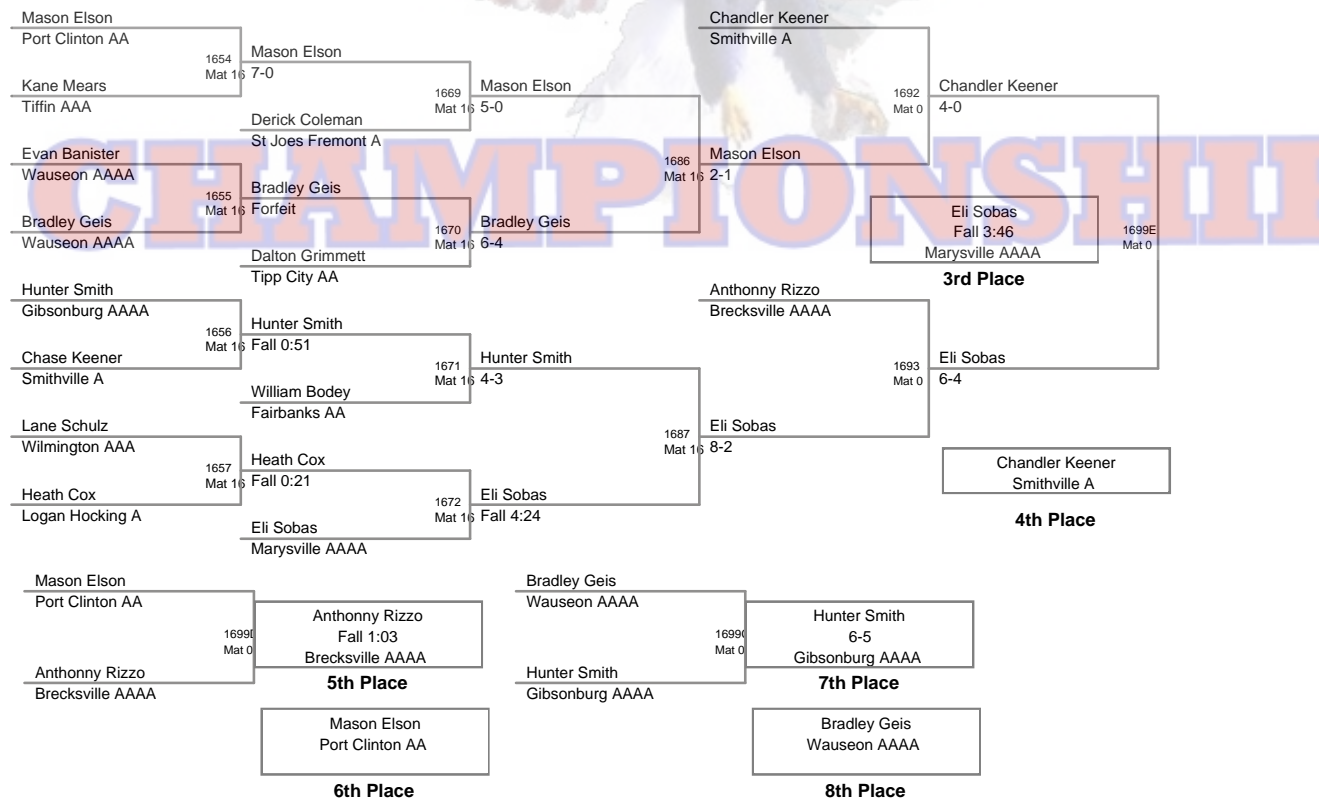 Mason Elson
Port Clinton AA
1654
Mat 16
Mason Elson
7-0
Kane Mears
Tiffin AAA
1669
Mat 16
Mason Elson
5-0
Derick Coleman
St Joes Fremont A
Evan Banister
Wauseon AAAA
1655
Mat 16
Bradley Geis
Forfeit
Bradley Geis
Wauseon AAAA
1670
Mat 16
Bradley Geis
6-4
Dalton Grimmett
Tipp City AA
1686
Mat 16
Mason Elson
2-1
Chandler Keener
Smithville A
1692
Mat 0
Chandler Keener
4-0
CHAMPIONSHIP
Hunter Smith
Gibsonburg AAAA
1656
Mat 16
Hunter Smith
Fall 0:51
Chase Keener
Smithville A
1671
Mat 16
Hunter Smith
4-3
William Bodey
Fairbanks AA
Lane Schulz
Wilmington AAA
1657
Mat 16
Heath Cox
Fall 0:21
Heath Cox
Logan Hocking A
1672
Mat 16
Eli Sobas
Fall 4:24
Eli Sobas
Marysville AAAA
1687
Mat 16
Eli Sobas
8-2
Anthonny Rizzo
Brecksville AAAA
1693
Mat 0
Eli Sobas
6-4
Eli Sobas
Fall 3:46
Marysville AAAA
1699E
Mat 0
3rd Place
Chandler Keener
Smithville A
4th Place
Mason Elson
Port Clinton AA
1699D
Mat 0
Anthonny Rizzo
Brecksville AAAA
Anthonny Rizzo
Fall 1:03
Brecksville AAAA
5th Place
Mason Elson
Port Clinton AA
6th Place
Bradley Geis
Wauseon AAAA
1699C
Mat 0
Hunter Smith
Gibsonburg AAAA
Hunter Smith
6-5
Gibsonburg AAAA
7th Place
Bradley Geis
Wauseon AAAA
8th Place